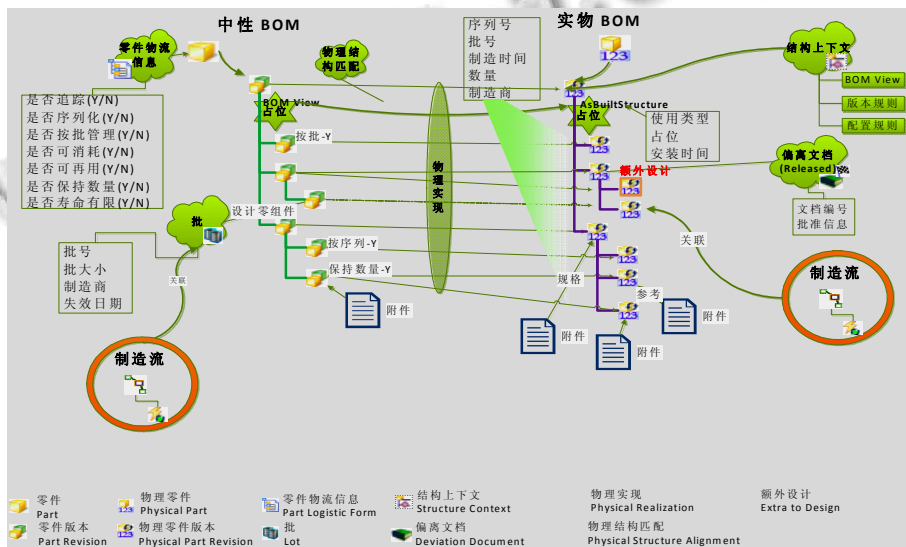 中性 BOM
实物 BOM
零件物流
信息
是否追踪(Y/N)
是否序列化(Y/N)
是否按批管理(Y/N)
是否可消耗(Y/N)
是否可再用(Y/N)
是否保持数量(Y/N)
是否寿命有限(Y/N)
物理结
构匹配
BOM View
占位
按批-Y
设计零组件
按序列-Y
保持数量-Y
附件
批
批号
批大小
制造商
失效日期
关联
制造流
物理实现
序列号
批号
制造时间
数量
制造商
AsBuiltStructure
占位
使用类型
占位
安装时间
额外设计
规格
参考
附件
附件
附件
关联
结构上下文
BOM View
版本规则
配置规则
偏离文档
(Released)
文档编号
批准信息
制造流
零件
Part
物理零件
Physical Part
零件物流信息
Part Logistic Form
结构上下文
Structure Context
物理实现
Physical Realization
额外设计
Extra to Design
零件版本
Part Revision
物理零件版本
Physical Part Revision
批
Lot
偏离文档
Deviation Document
物理结构匹配
Physical Structure Alignment